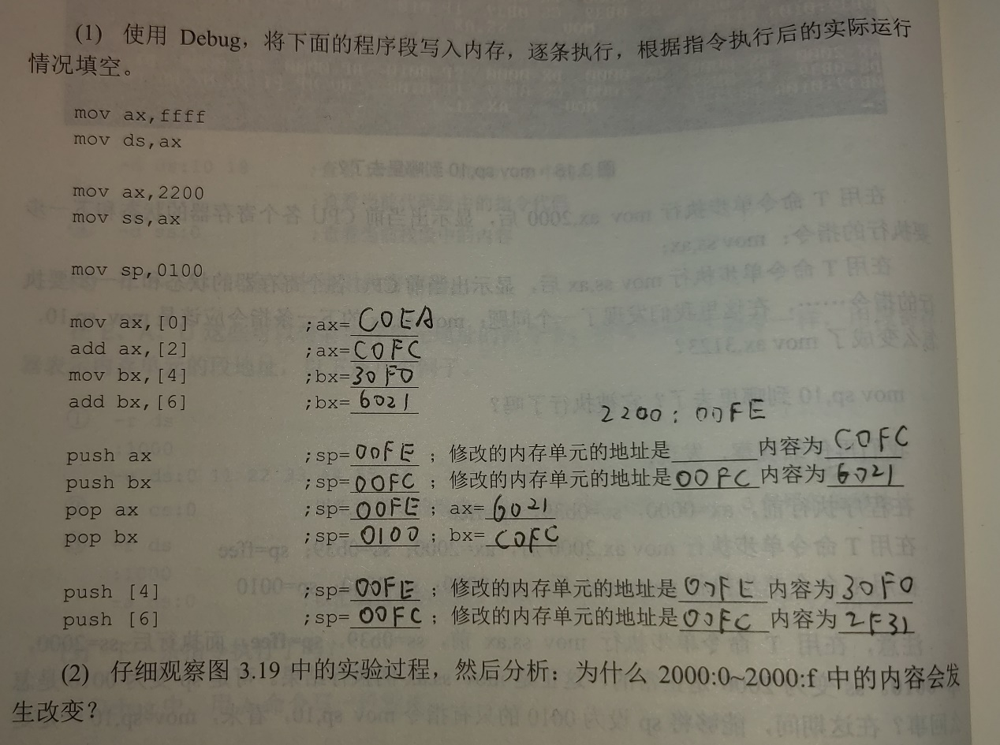 (1) 使用 Debug，将下面的程序段写入内存，逐条执行，根据指令执行后的实际运行
情况填空。
mov ax,ffff
mov ds,ax
mov ax,2200
mov ss,ax
mov sp,0100
mov ax,[0] ;ax=C0EA
add ax,[2] ;ax=C0FC
mov bx,[4] ;bx=30F0
add bx,[6] ;bx=6021
2200:00FE
push ax ;sp=00FE ；修改的内存单元的地址是________内容为C0FC
push bx ;sp=00FC ；修改的内存单元的地址是00FC内容为6021
pop ax ;sp=00FE ；ax=6021
pop bx ;sp=0100 ；bx=C0FC
push [4] ;sp=00FE ；修改的内存单元的地址是00FE内容为30F0
push [6] ;sp=00FC ；修改的内存单元的地址是00FC内容为2F31
(2) 仔细观察图 3.19 中的实验过程，然后分析：为什么 2000:0~2000:f 中的内容会发
生改变？